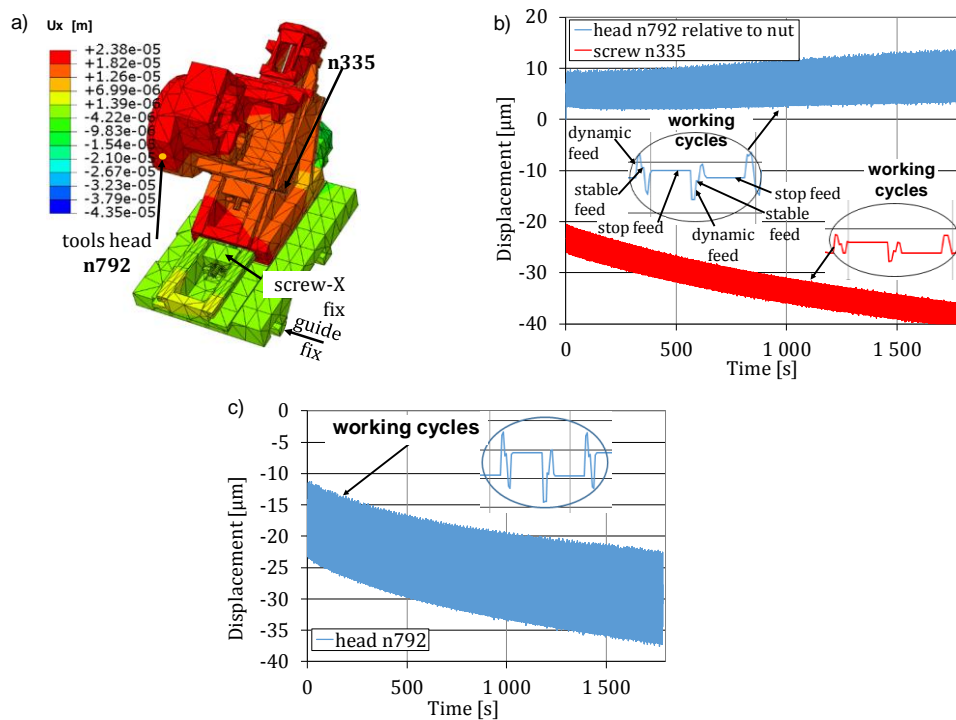 a)
Ux [m]
+2.38e-05
+1.82e-05
+1.26e-05
+6.99e-06
+1.39e-06
-4.22e-06
-9.83e-06
-1.54e-05
-2.10e-05
-2.67e-05
-3.23e-05
-3.79e-05
-4.35e-05
n335
tools head
n792
screw-X
fix
guide
fix
b)
head n792 relative to nut
screw n335
Displacement [µm]
20
10
0
-10
-20
-30
-40
working
cycles
dynamic
feed
stable
feed
stop feed
dynamic
feed
stable
feed
stop feed
working
cycles
0
500
1 000
1 500
Time [s]
c)
Displacement [µm]
0
-5
-10
-15
-20
-25
-30
-35
-40
working cycles
head n792
0
500
1 000
1 500
Time [s]